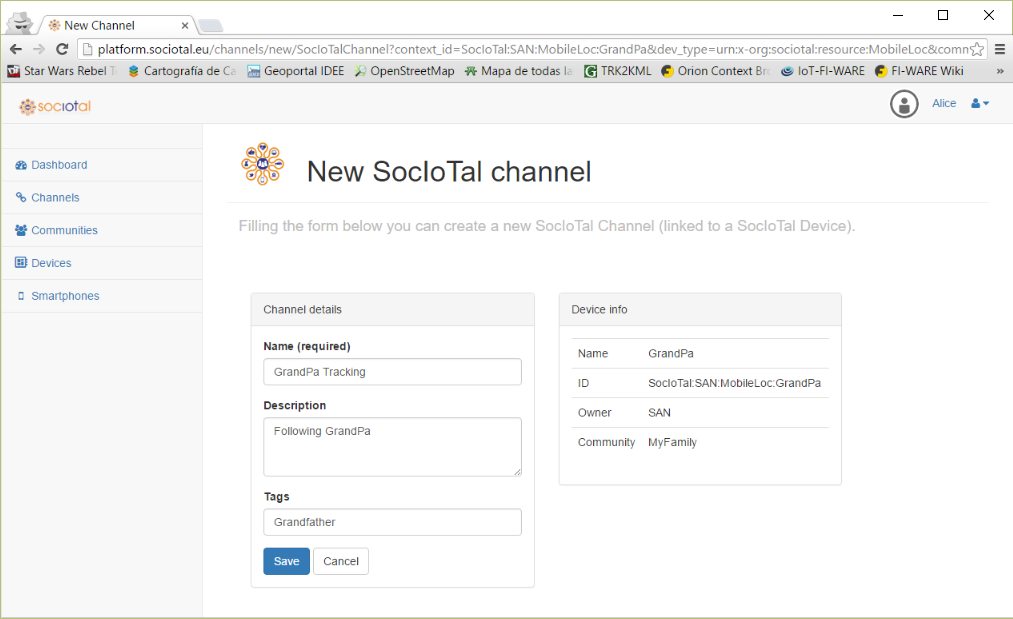 New Channel
platform.sociotal.eu/channels/new/SocIoTalChannel?context_id=SocIoTal:SAN:MobileLoc:GrandPa&dev_type=urn:x-org:sociotal:resource:MobileLoc&comm
Star Wars Rebel T Cartografía de Ca Geoportal IDEE OpenStreetMap Mapa de todas la TRK2KML Orion Context Bro IoT-FI-WARE FI-WARE Wiki »
sociotal Alice
Dashboard
Channels
Communities
Devices
Smartphones
New SocIoTal channel
Filling the form below you can create a new SocIoTal Channel (linked to a SocIoTal Device).
Channel details
Name (required)
GrandPa Tracking
Description
Following GrandPa
Tags
Grandfather
Save Cancel
Device info
Name GrandPa
ID SocIoTal:SAN:MobileLoc:GrandPa
Owner SAN
Community MyFamily